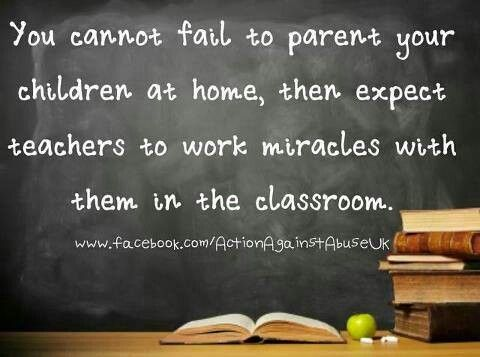 You cannot fail to parent your
children at home, then expect
teachers to work miracles with
them in the classroom.
www.facebook.com/ActionAgainstAbuseUK